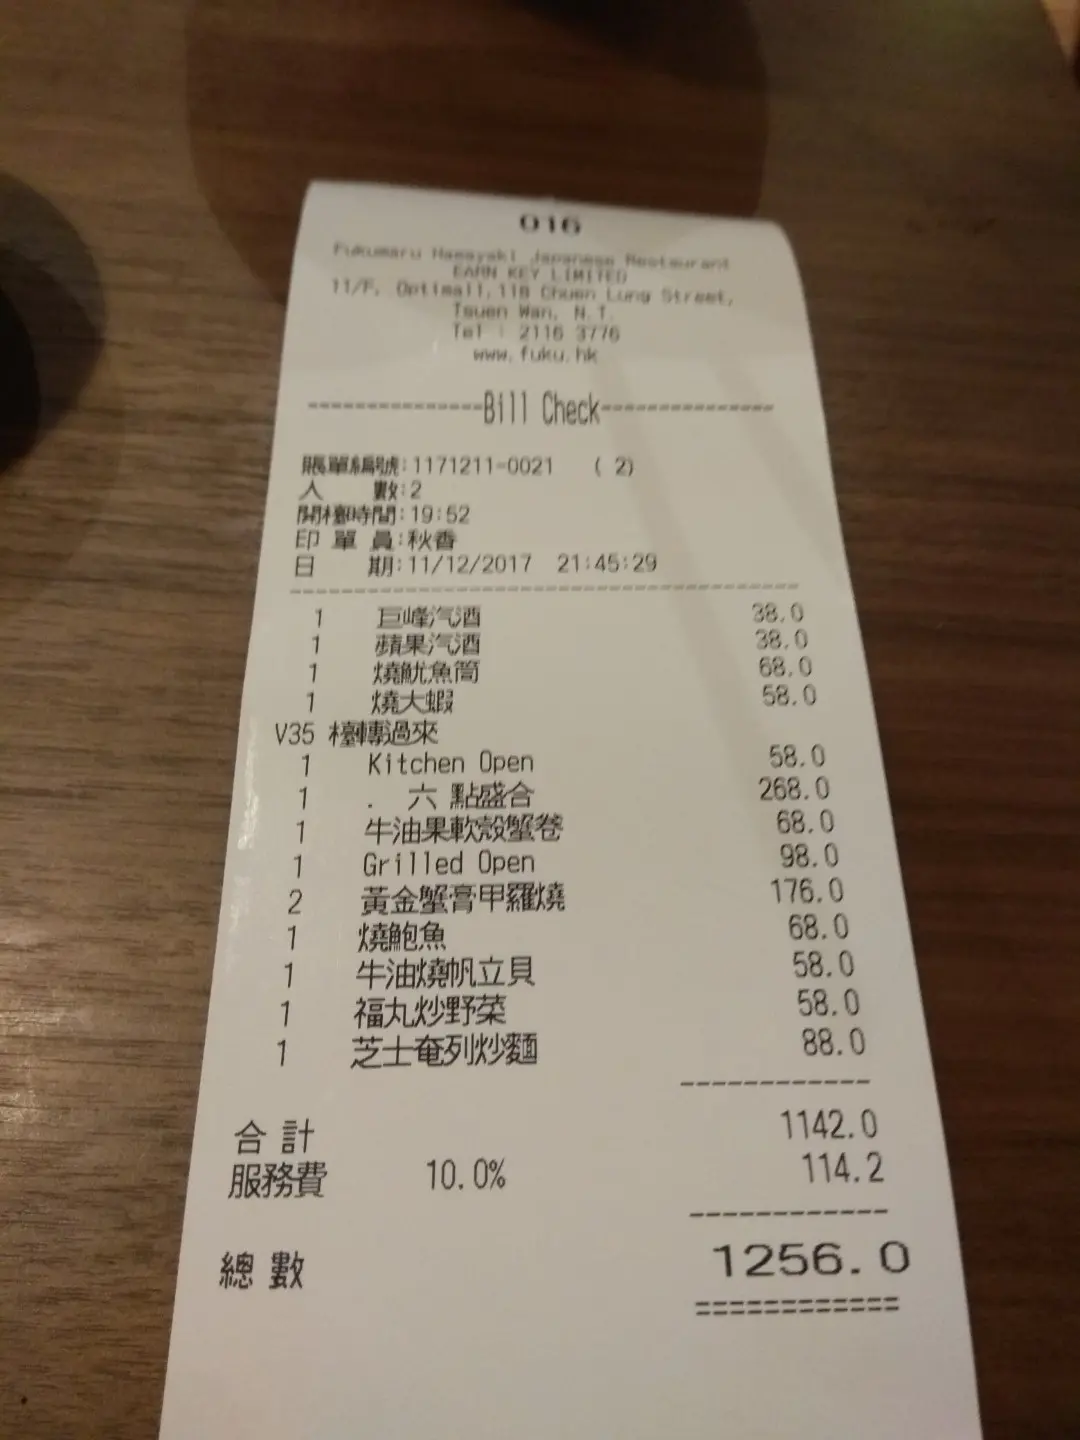 016
Fukumaru Hamayaki Japanese Restaurant
EARN KEY LIMITED
11/F, Optimall, 118 Chuen Lung Street,
Tsuen Wan, N.T.
Tel : 2116 3776
www.fuku.hk
---------------Bill Check---------------
賬單編號:1171211-0021 ( 2)
人 數:2
開檯時間:19:52
印 單 員:秋香
日 期:11/12/2017 21:45:29
1 巨峰汽酒 38.0
1 蘋果汽酒 38.0
1 燒魷魚筒 68.0
1 燒大蝦 58.0
V35 檯轉過來
1 Kitchen Open 58.0
1 . 六 點盛合 268.0
1 牛油果軟殼蟹卷 68.0
1 Grilled Open 98.0
2 黃金蟹膏甲羅燒 176.0
1 燒鮑魚 68.0
1 牛油燒帆立貝 58.0
1 福丸炒野菜 58.0
1 芝士奄列炒麵 88.0
合 計 1142.0
服務費 10.0% 114.2
總 數 1256.0